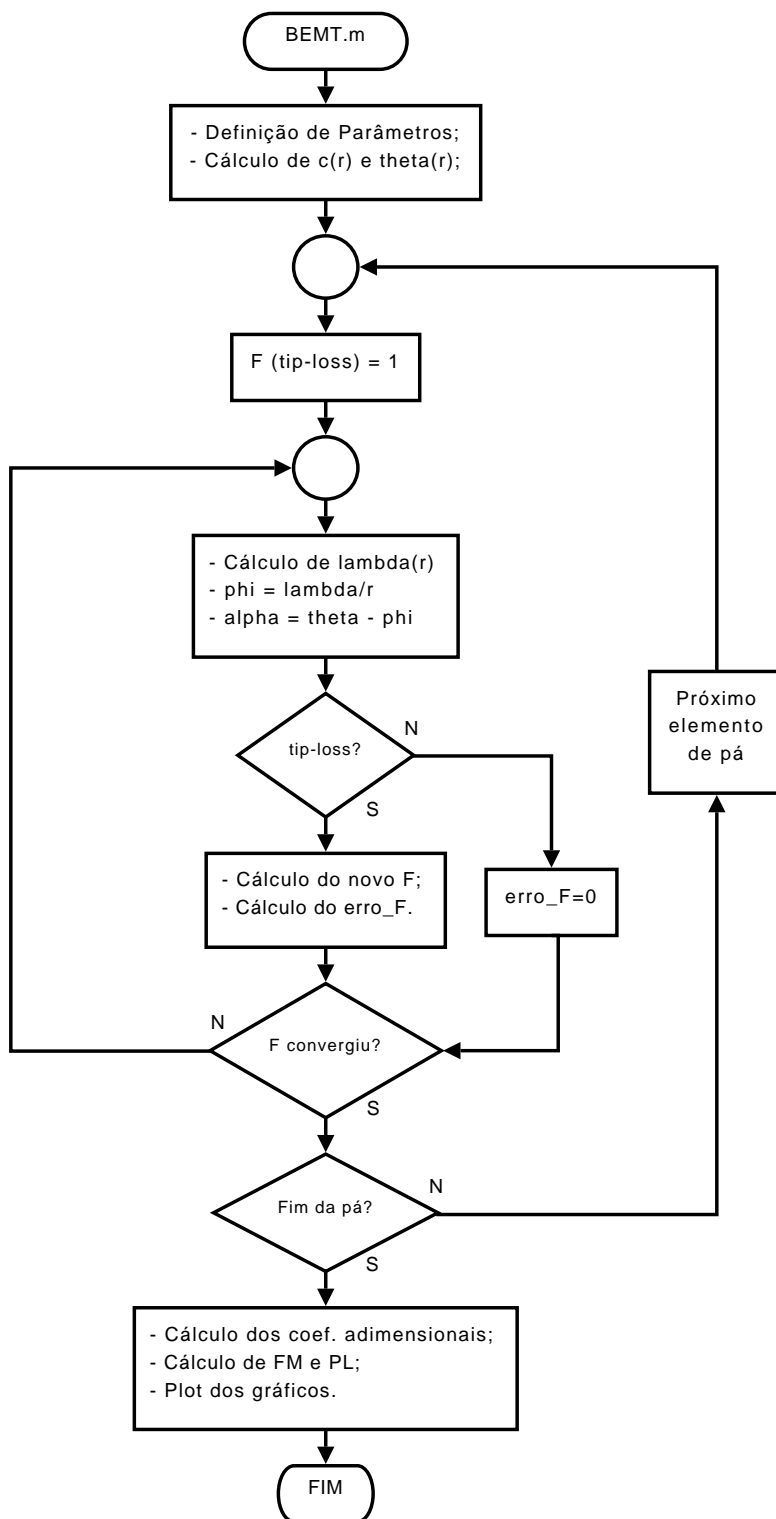 BEMT.m
- Definição de Parâmetros;
- Cálculo de c(r) e theta(r);
F (tip-loss) = 1
- Cálculo de lambda(r)
- phi = lambda/r
- alpha = theta - phi
Próximo
elemento
de pá
tip-loss?
N
S
- Cálculo do novo F;
- Cálculo do erro_F.
erro_F=0
N
F convergiu?
S
Fim da pá?
N
S
- Cálculo dos coef. adimensionais;
- Cálculo de FM e PL;
- Plot dos gráficos.
FIM